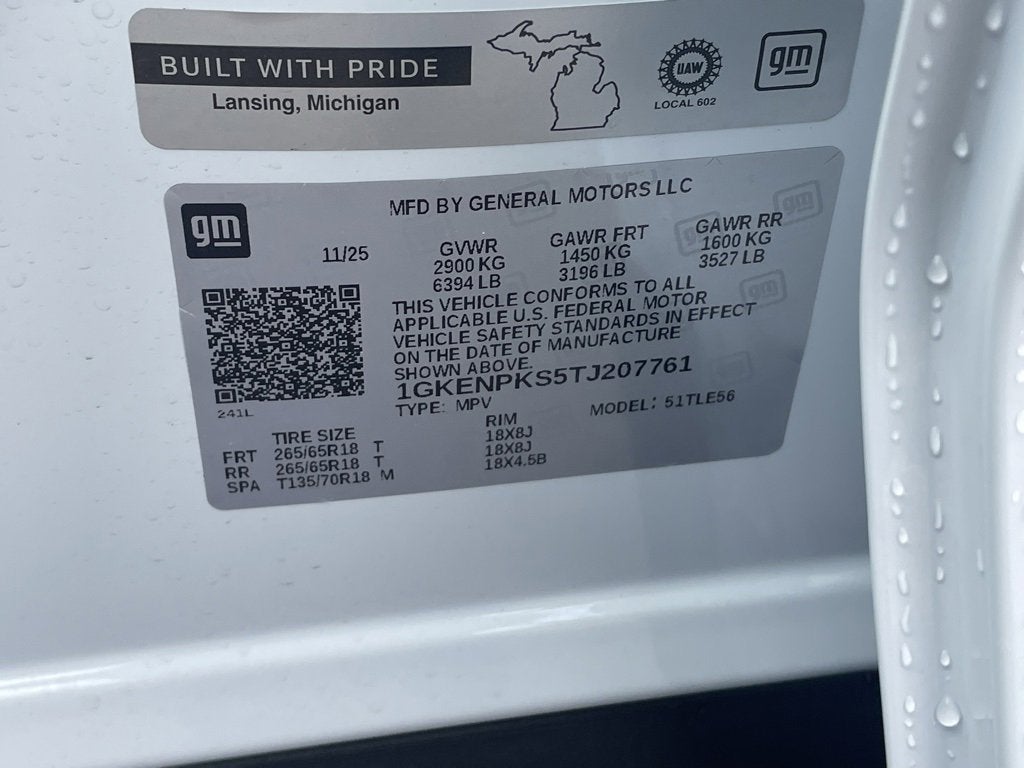 BUILT WITH PRIDE
Lansing, Michigan
UAW
LOCAL 602
gm
gm
MFD BY GENERAL MOTORS LLC
11/25
GVWR
2900 KG
6394 LB
GAWR FRT
1450 KG
3196 LB
GAWR RR
1600 KG
3527 LB
THIS VEHICLE CONFORMS TO ALL
APPLICABLE U.S. FEDERAL MOTOR
VEHICLE SAFETY STANDARDS IN EFFECT
ON THE DATE OF MANUFACTURE
SHOWN ABOVE.
1GKENPKS5TJ207761
TYPE: MPV
MODEL: 51TLE56
241L
TIRE SIZE RIM
FRT 265/65R18 T 18X8J
RR 265/65R18 T 18X8J
SPA T135/70R18 M 18X4.5B